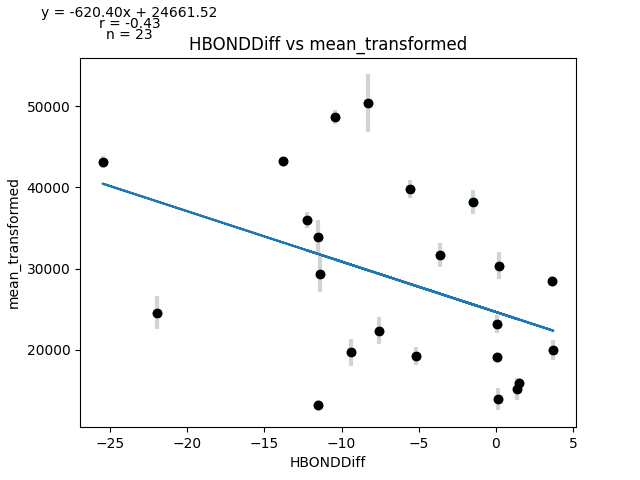 y = -620.40x + 24661.52
r = -0.43
n = 23
HBONDDiff vs mean_transformed
50000
40000
30000
20000
mean_transformed
−25
−20
−15
−10
−5
0
5
HBONDDiff